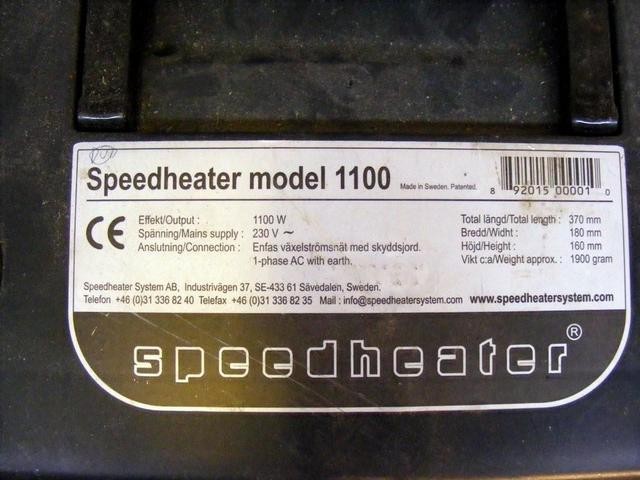 Speedheater model 1100 Made in Sweden. Patented.
8 92015 00001 0
Effekt/Output : 1100 W
Spänning/Mains supply : 230 V ~
Anslutning/Connection : Enfas växelströmsnät med skyddsjord.
1-phase AC with earth.
Total längd/Total length : 370 mm
Bredd/Widht : 180 mm
Höjd/Height : 160 mm
Vikt c:a/Weight approx. : 1900 gram
CE
Speedheater System AB, Industrivägen 37, SE-433 61 Sävedalen, Sweden.
Telefon +46 (0)31 336 82 40 Telefax +46 (0)31 336 82 35 Mail : info@speedheatersystem.com www.speedheatersystem.com
speedheater®